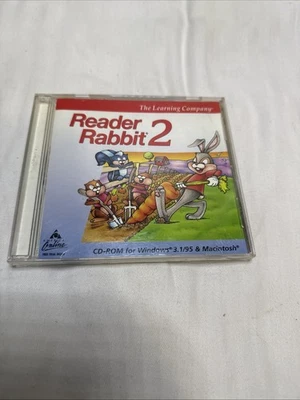 The Learning Company®
Reader
Rabbit® 2
CD-ROM for Windows® 3.1/95 & Macintosh®